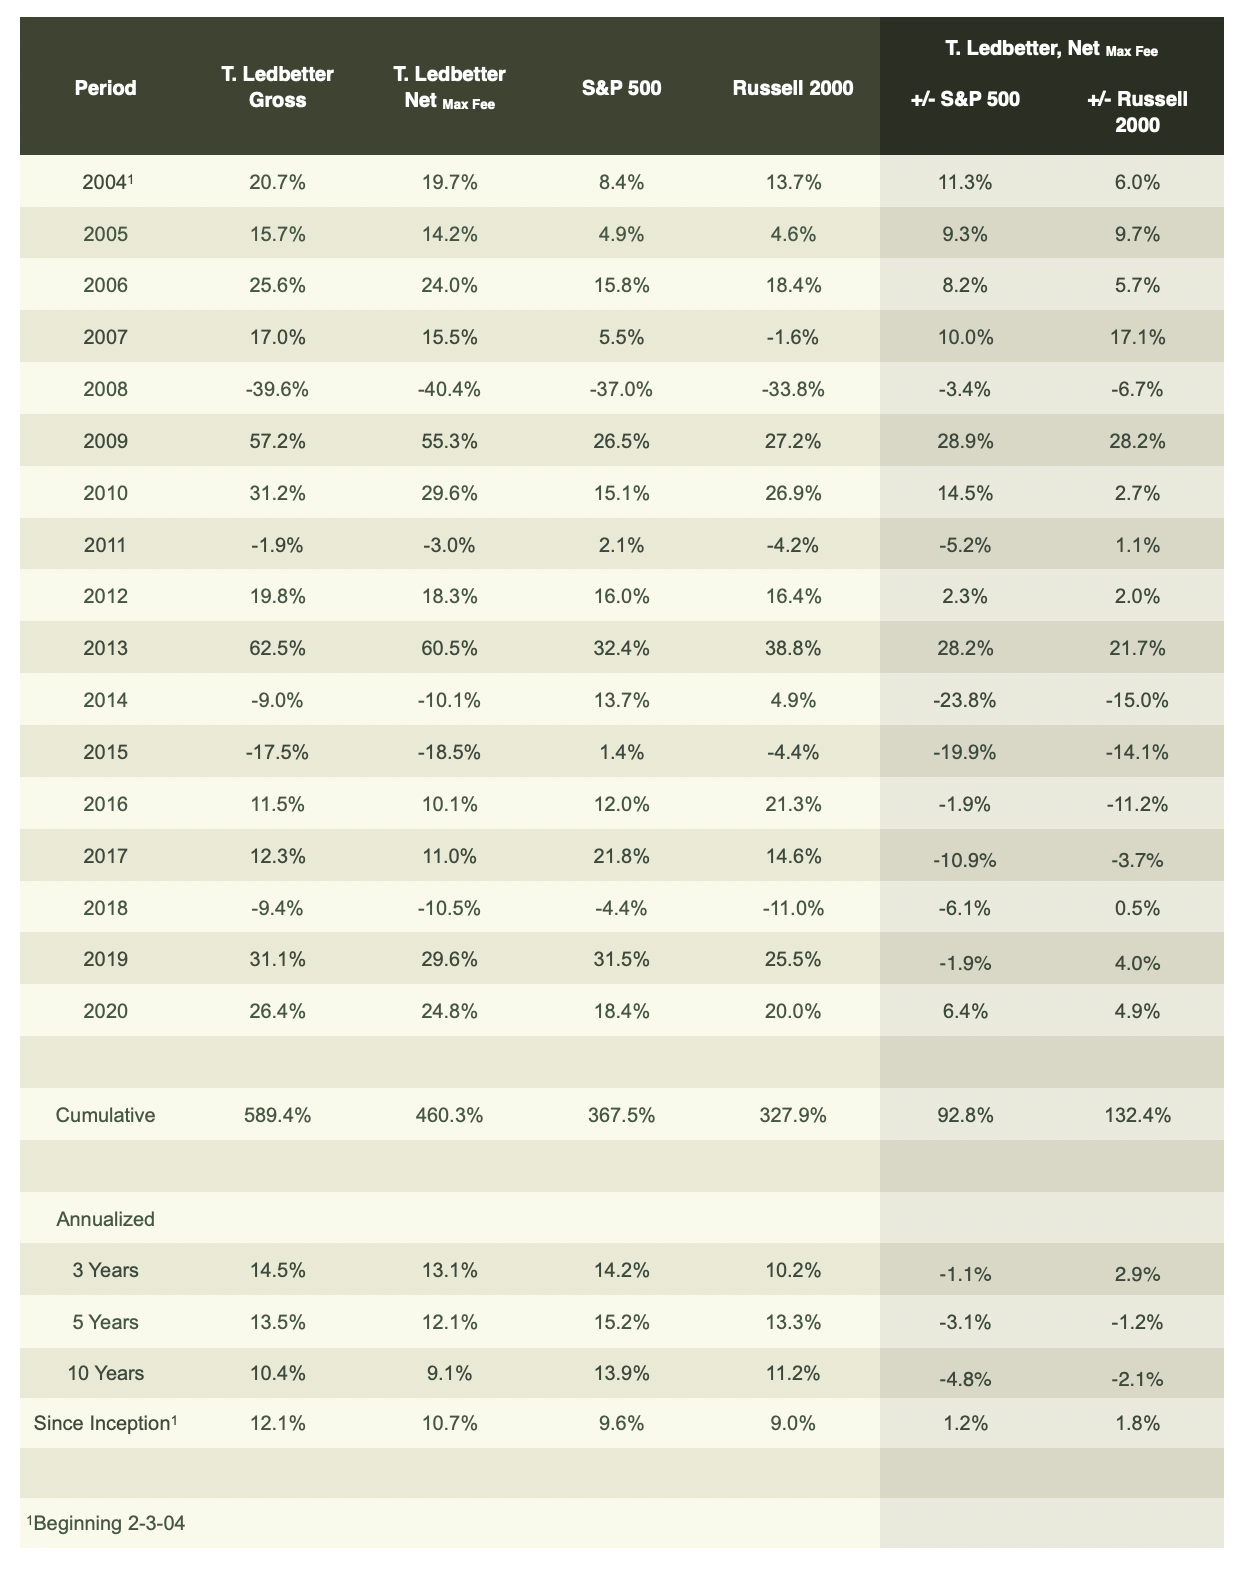 T. Ledbetter, Net Max Fee
Period T. Ledbetter Gross T. Ledbetter Net Max Fee S&P 500 Russell 2000 +/- S&P 500 +/- Russell 2000
2004¹ 20.7% 19.7% 8.4% 13.7% 11.3% 6.0%
2005 15.7% 14.2% 4.9% 4.6% 9.3% 9.7%
2006 25.6% 24.0% 15.8% 18.4% 8.2% 5.7%
2007 17.0% 15.5% 5.5% -1.6% 10.0% 17.1%
2008 -39.6% -40.4% -37.0% -33.8% -3.4% -6.7%
2009 57.2% 55.3% 26.5% 27.2% 28.9% 28.2%
2010 31.2% 29.6% 15.1% 26.9% 14.5% 2.7%
2011 -1.9% -3.0% 2.1% -4.2% -5.2% 1.1%
2012 19.8% 18.3% 16.0% 16.4% 2.3% 2.0%
2013 62.5% 60.5% 32.4% 38.8% 28.2% 21.7%
2014 -9.0% -10.1% 13.7% 4.9% -23.8% -15.0%
2015 -17.5% -18.5% 1.4% -4.4% -19.9% -14.1%
2016 11.5% 10.1% 12.0% 21.3% -1.9% -11.2%
2017 12.3% 11.0% 21.8% 14.6% -10.9% -3.7%
2018 -9.4% -10.5% -4.4% -11.0% -6.1% 0.5%
2019 31.1% 29.6% 31.5% 25.5% -1.9% 4.0%
2020 26.4% 24.8% 18.4% 20.0% 6.4% 4.9%
Cumulative 589.4% 460.3% 367.5% 327.9% 92.8% 132.4%
Annualized
3 Years 14.5% 13.1% 14.2% 10.2% -1.1% 2.9%
5 Years 13.5% 12.1% 15.2% 13.3% -3.1% -1.2%
10 Years 10.4% 9.1% 13.9% 11.2% -4.8% -2.1%
Since Inception¹ 12.1% 10.7% 9.6% 9.0% 1.2% 1.8%
¹Beginning 2-3-04